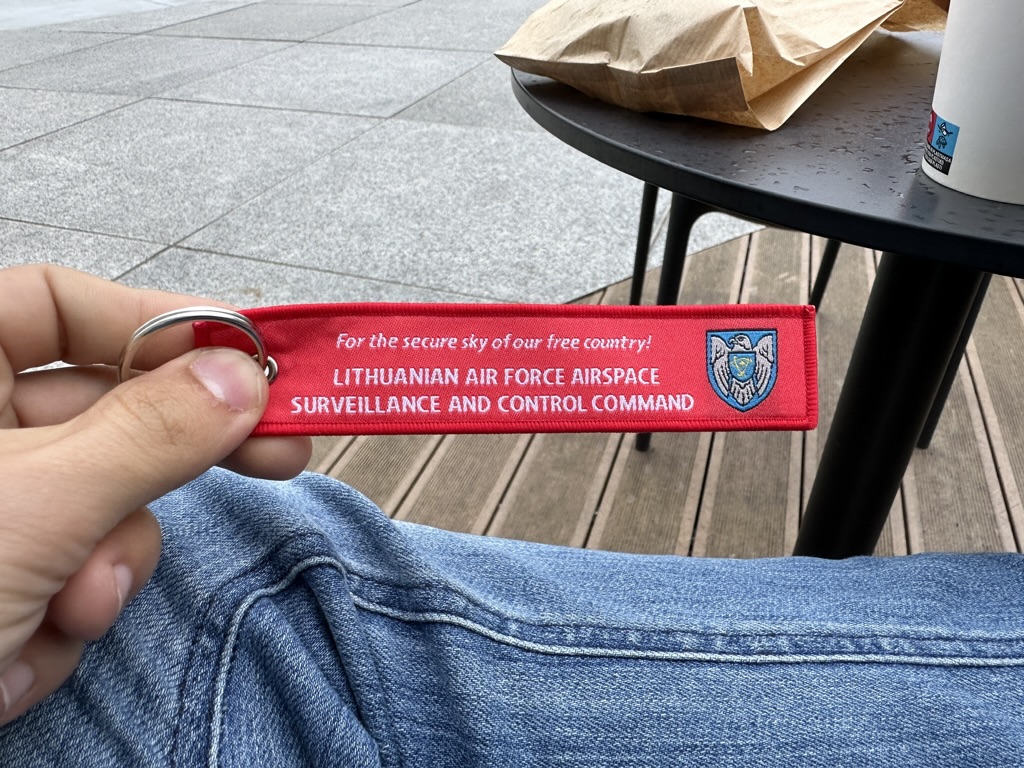 For the secure sky of our free country!
LITHUANIAN AIR FORCE AIRSPACE
SURVEILLANCE AND CONTROL COMMAND